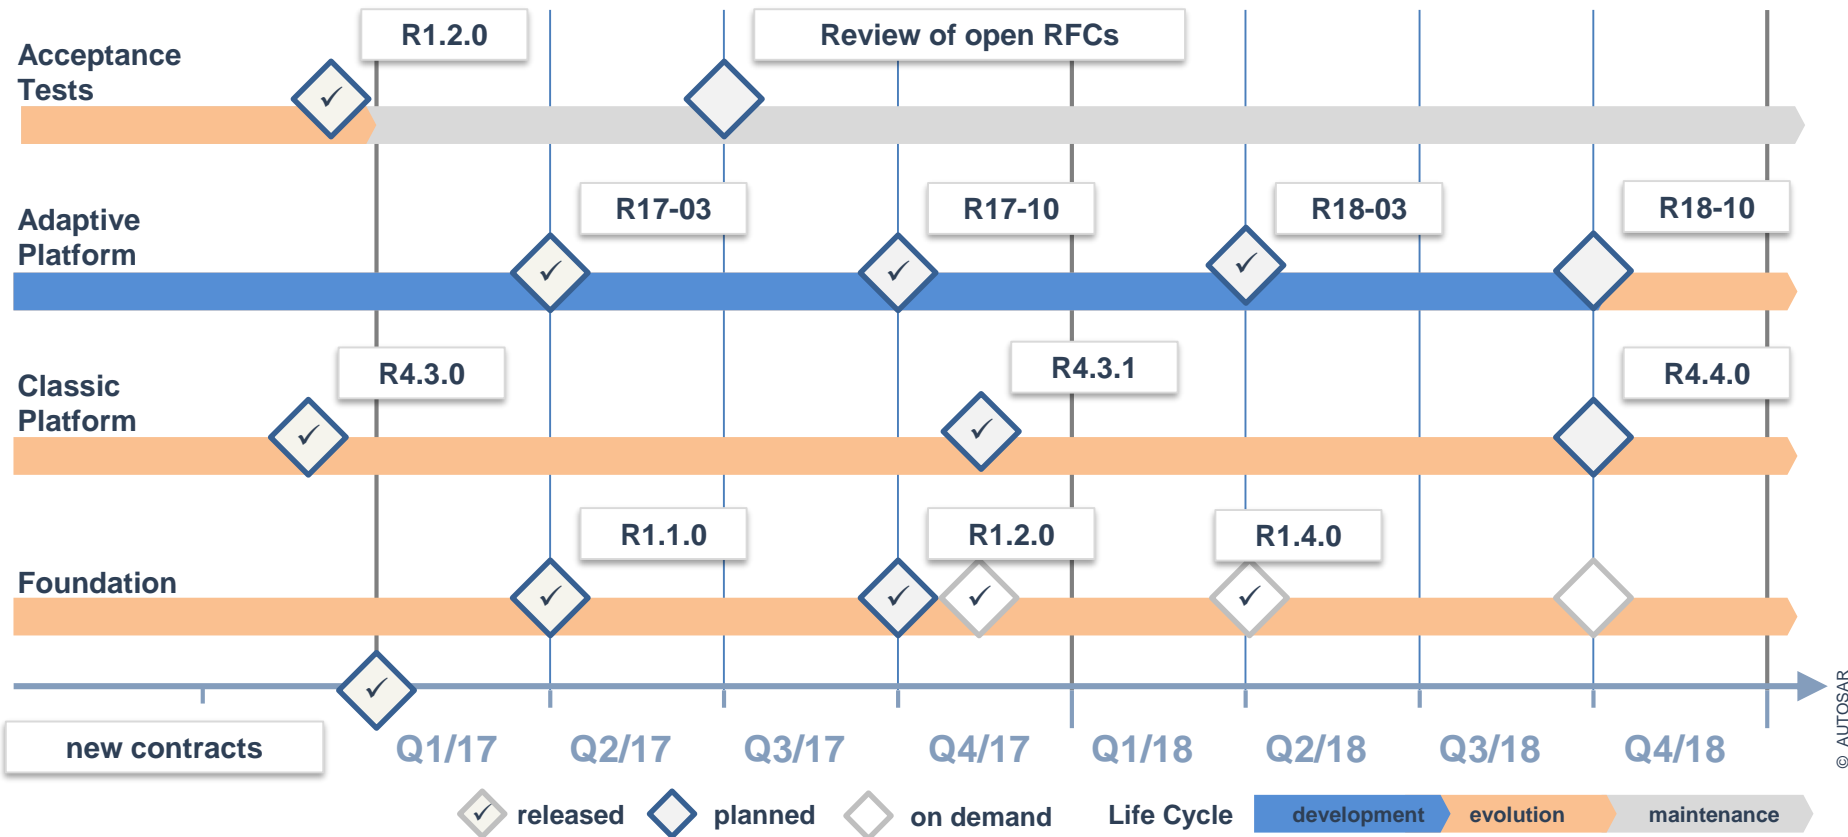 R1.2.0
Review of open RFCs
Acceptance
Tests
R17-03
R17-10
R18-03
R18-10
Adaptive
Platform
R4.3.0
R4.3.1
R4.4.0
Classic
Platform
R1.1.0
R1.2.0
R1.4.0
Foundation
new contracts
Q1/17
Q2/17
Q3/17
Q4/17
Q1/18
Q2/18
Q3/18
Q4/18
© AUTOSAR
released
planned
on demand
Life Cycle
development
evolution
maintenance